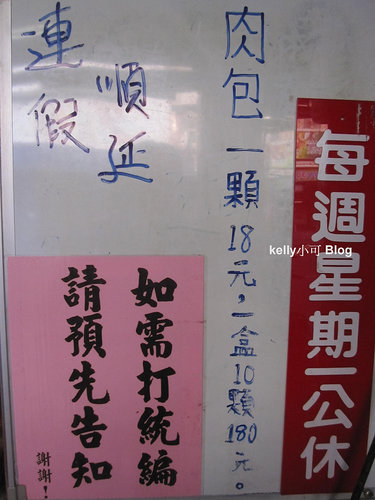 每週星期一公休
肉包一顆18元，一盒10顆180元。
順延
連假
如需打統編
請預先告知
謝謝！
kelly小可 Blog